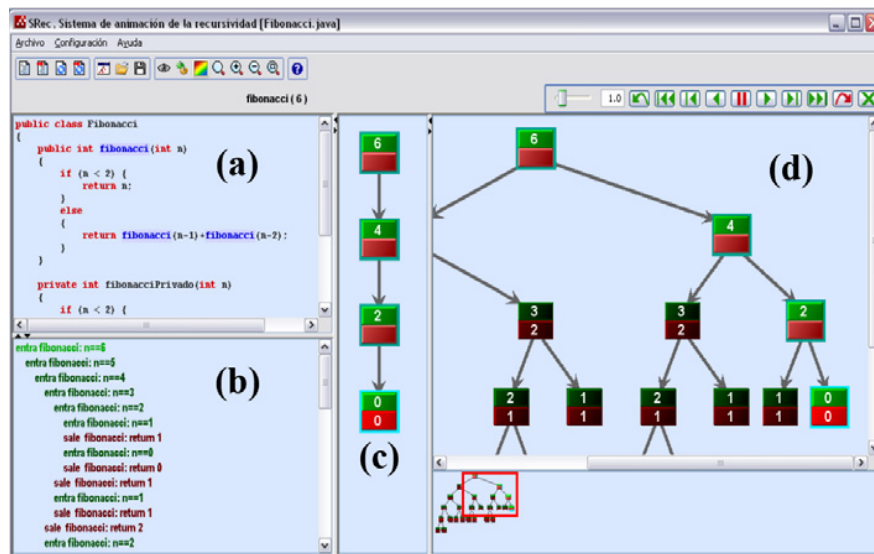 SRec. Sistema de animación de la recursividad [Fibonacci.java]
Archivo Configuración Ayuda
fibonacci ( 6 )
1.0
public class Fibonacci
{
public int fibonacci(int n)
{
if (n < 2) {
return n;
}
else
{
return fibonacci(n-1)+fibonacci(n-2);
}
}
private int fibonacciPrivado(int n)
{
if (n < 2) {
(a)
entra fibonacci: n==6
entra fibonacci: n==5
entra fibonacci: n==4
entra fibonacci: n==3
entra fibonacci: n==2
entra fibonacci: n==1
sale fibonacci: return 1
entra fibonacci: n==0
sale fibonacci: return 0
sale fibonacci: return 1
entra fibonacci: n==1
sale fibonacci: return 1
sale fibonacci: return 2
entra fibonacci: n==2
(b)
6
4
2
0
0
(c)
6
(d)
4
3 3 2
2 2
2 1 2 1 1 0
1 1 1 1 1 0